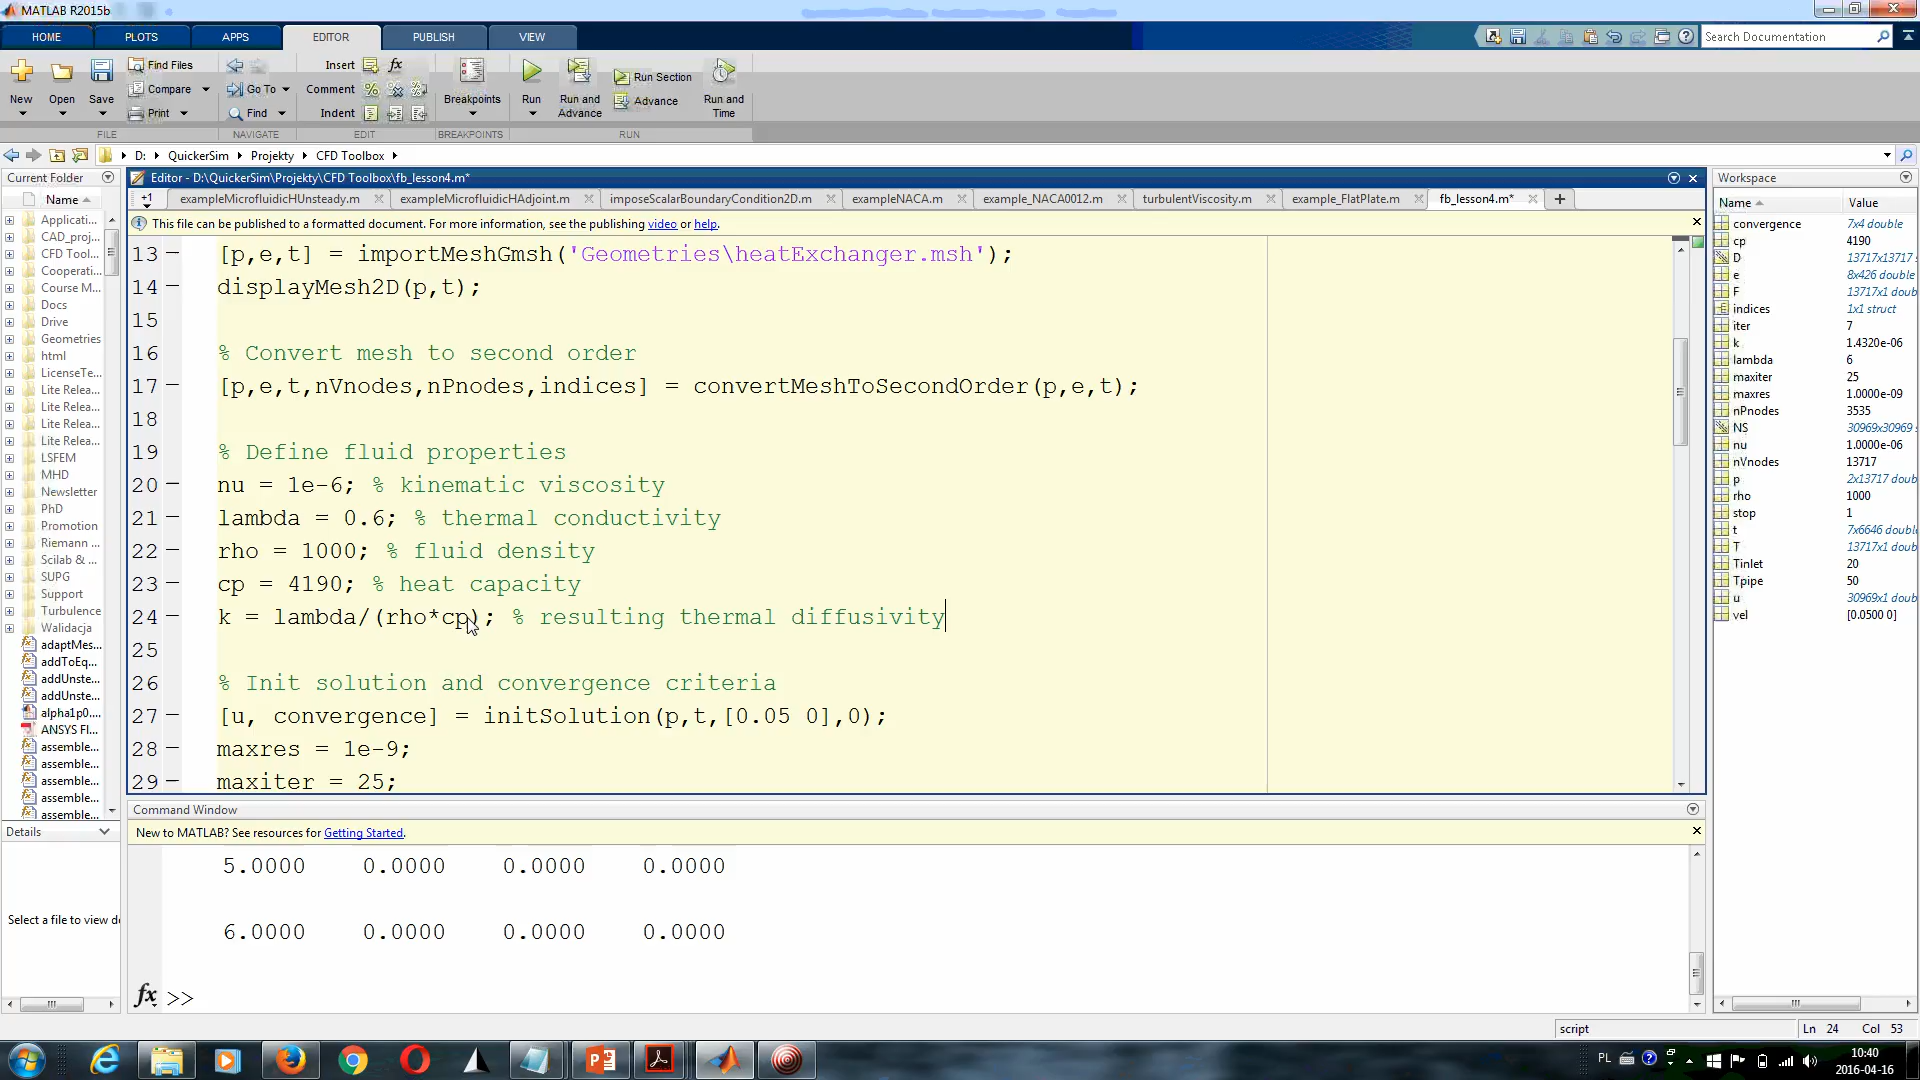 MATLAB R2015b
HOME PLOTS APPS EDITOR PUBLISH VIEW
Search Documentation
New Open Save
Find Files
Compare
Print
Go To
Find
Insert
Comment
Indent
Breakpoints
Run
Run and Advance
Run Section
Advance
Run and Time
FILE NAVIGATE EDIT BREAKPOINTS RUN
D: QuickerSim Projekty CFD Toolbox
Current Folder
Name
Applicati...
CAD_proj...
CFD Tool...
Cooperati...
Course M...
Docs
Drive
Geometries
html
LicenseTe...
Lite Relea...
Lite Relea...
Lite Relea...
Lite Relea...
LSFEM
MHD
Newsletter
PhD
Promotion
Riemann ...
Scilab & ...
SUPG
Support
Turbulence
Walidacja
adaptMes...
addToEq...
addUnste...
addUnste...
alpha1p0....
ANSYS Fl...
assemble...
assemble...
assemble...
assemble...
assemble...
Details
Select a file to view de
Editor - D:\QuickerSim\Projekty\CFD Toolbox\fb_lesson4.m*
+1 exampleMicrofluidicHUnsteady.m exampleMicrofluidicHAdjoint.m imposeScalarBoundaryCondition2D.m exampleNACA.m example_NACA0012.m turbulentViscosity.m example_FlatPlate.m fb_lesson4.m*
This file can be published to a formatted document. For more information, see the publishing video or help.
13 [p,e,t] = importMeshGmsh('Geometries\heatExchanger.msh');
14 displayMesh2D(p,t);
15
16 % Convert mesh to second order
17 [p,e,t,nVnodes,nPnodes,indices] = convertMeshToSecondOrder(p,e,t);
18
19 % Define fluid properties
20 nu = 1e-6; % kinematic viscosity
21 lambda = 0.6; % thermal conductivity
22 rho = 1000; % fluid density
23 cp = 4190; % heat capacity
24 k = lambda/(rho*cp); % resulting thermal diffusivity
25
26 % Init solution and convergence criteria
27 [u, convergence] = initSolution(p,t,[0.05 0],0);
28 maxres = 1e-9;
29 maxiter = 25;
Command Window
New to MATLAB? See resources for Getting Started.
5.0000 0.0000 0.0000 0.0000
6.0000 0.0000 0.0000 0.0000
fx >>
Workspace
Name Value
convergence 7x4 double
cp 4190
D 13717x13717 s
e 8x426 double
F 13717x1 doub
indices 1x1 struct
iter 7
k 1.4320e-06
lambda 6
maxiter 25
maxres 1.0000e-09
nPnodes 3535
NS 30969x30969 s
nu 1.0000e-06
nVnodes 13717
p 2x13717 doub
rho 1000
stop 1
t 7x6646 double
T 13717x1 doub
Tinlet 20
Tpipe 50
u 30969x1 doub
vel [0.0500 0]
script Ln 24 Col 53
PL
10:40
2016-04-16